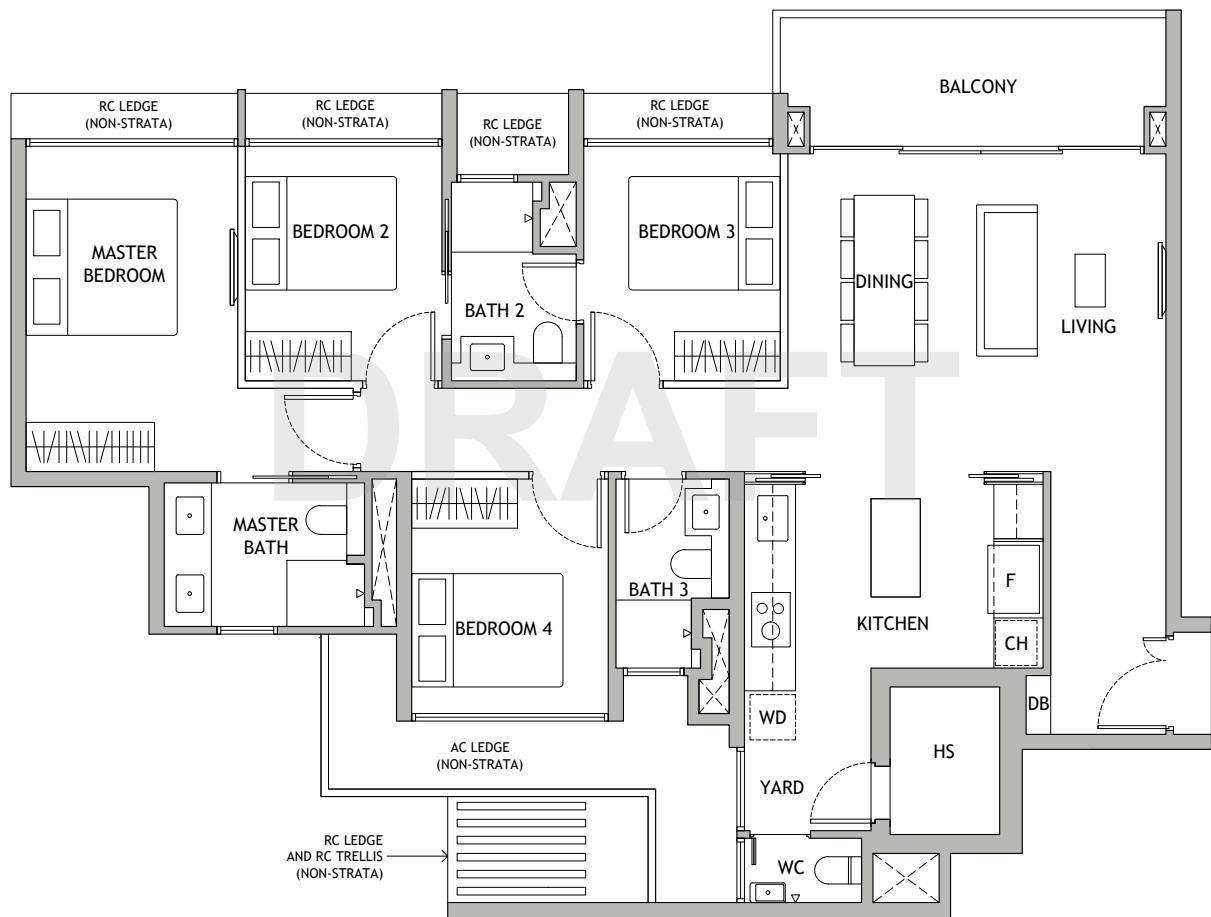 BALCONY
RC LEDGE
(NON-STRATA)
RC LEDGE
(NON-STRATA)
RC LEDGE
(NON-STRATA)
RC LEDGE
(NON-STRATA)
MASTER
BEDROOM
BEDROOM 2
BATH 2
BEDROOM 3
DINING
LIVING
DRAFT
MASTER
BATH
BEDROOM 4
BATH 3
KITCHEN
F
CH
WD
DB
HS
YARD
WC
AC LEDGE
(NON-STRATA)
RC LEDGE
AND RC TRELLIS
(NON-STRATA)